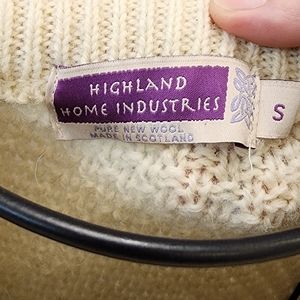 HIGHLAND
HOME INDUSTRIES
PURE NEW WOOL
MADE IN SCOTLAND
S